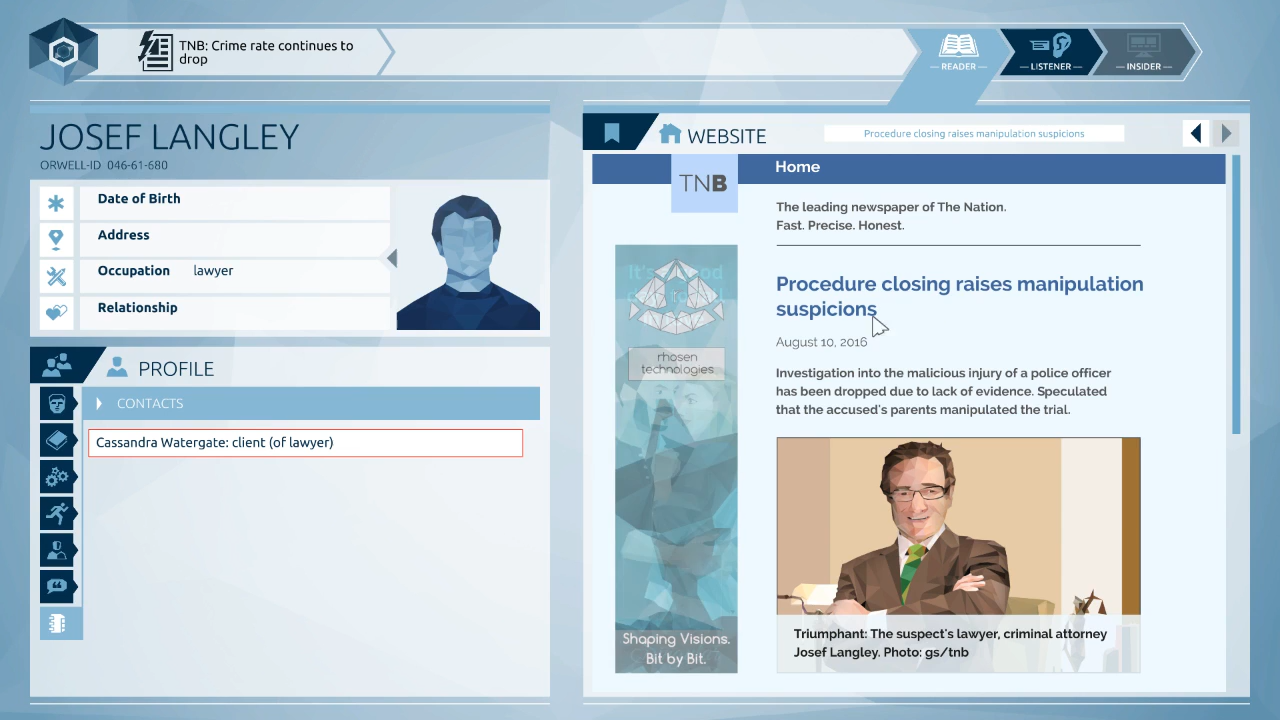 TNB: Crime rate continues to
drop
— READER —
— LISTENER —
— INSIDER —
JOSEF LANGLEY
ORWELL-ID 046-61-680
Date of Birth
Address
Occupation lawyer
Relationship
PROFILE
CONTACTS
Cassandra Watergate: client (of lawyer)
WEBSITE
Procedure closing raises manipulation suspicions
TNB
Home
The leading newspaper of The Nation.
Fast. Precise. Honest.
Procedure closing raises manipulation
suspicions
August 10, 2016
Investigation into the malicious injury of a police officer
has been dropped due to lack of evidence. Speculated
that the accused's parents manipulated the trial.
rhosen
technologies
Shaping Visions.
Bit by Bit.
Triumphant: The suspect's lawyer, criminal attorney
Josef Langley. Photo: gs/tnb